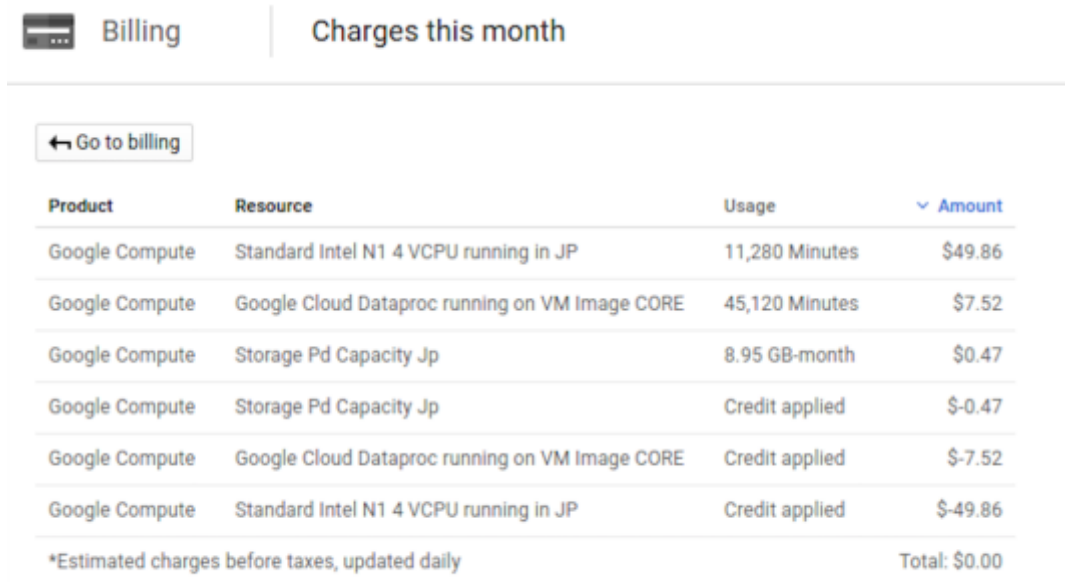 Billing
Charges this month
Go to billing
Product Resource Usage Amount
Google Compute Standard Intel N1 4 VCPU running in JP 11,280 Minutes $49.86
Google Compute Google Cloud Dataproc running on VM Image CORE 45,120 Minutes $7.52
Google Compute Storage Pd Capacity Jp 8.95 GB-month $0.47
Google Compute Storage Pd Capacity Jp Credit applied $-0.47
Google Compute Google Cloud Dataproc running on VM Image CORE Credit applied $-7.52
Google Compute Standard Intel N1 4 VCPU running in JP Credit applied $-49.86
*Estimated charges before taxes, updated daily Total: $0.00